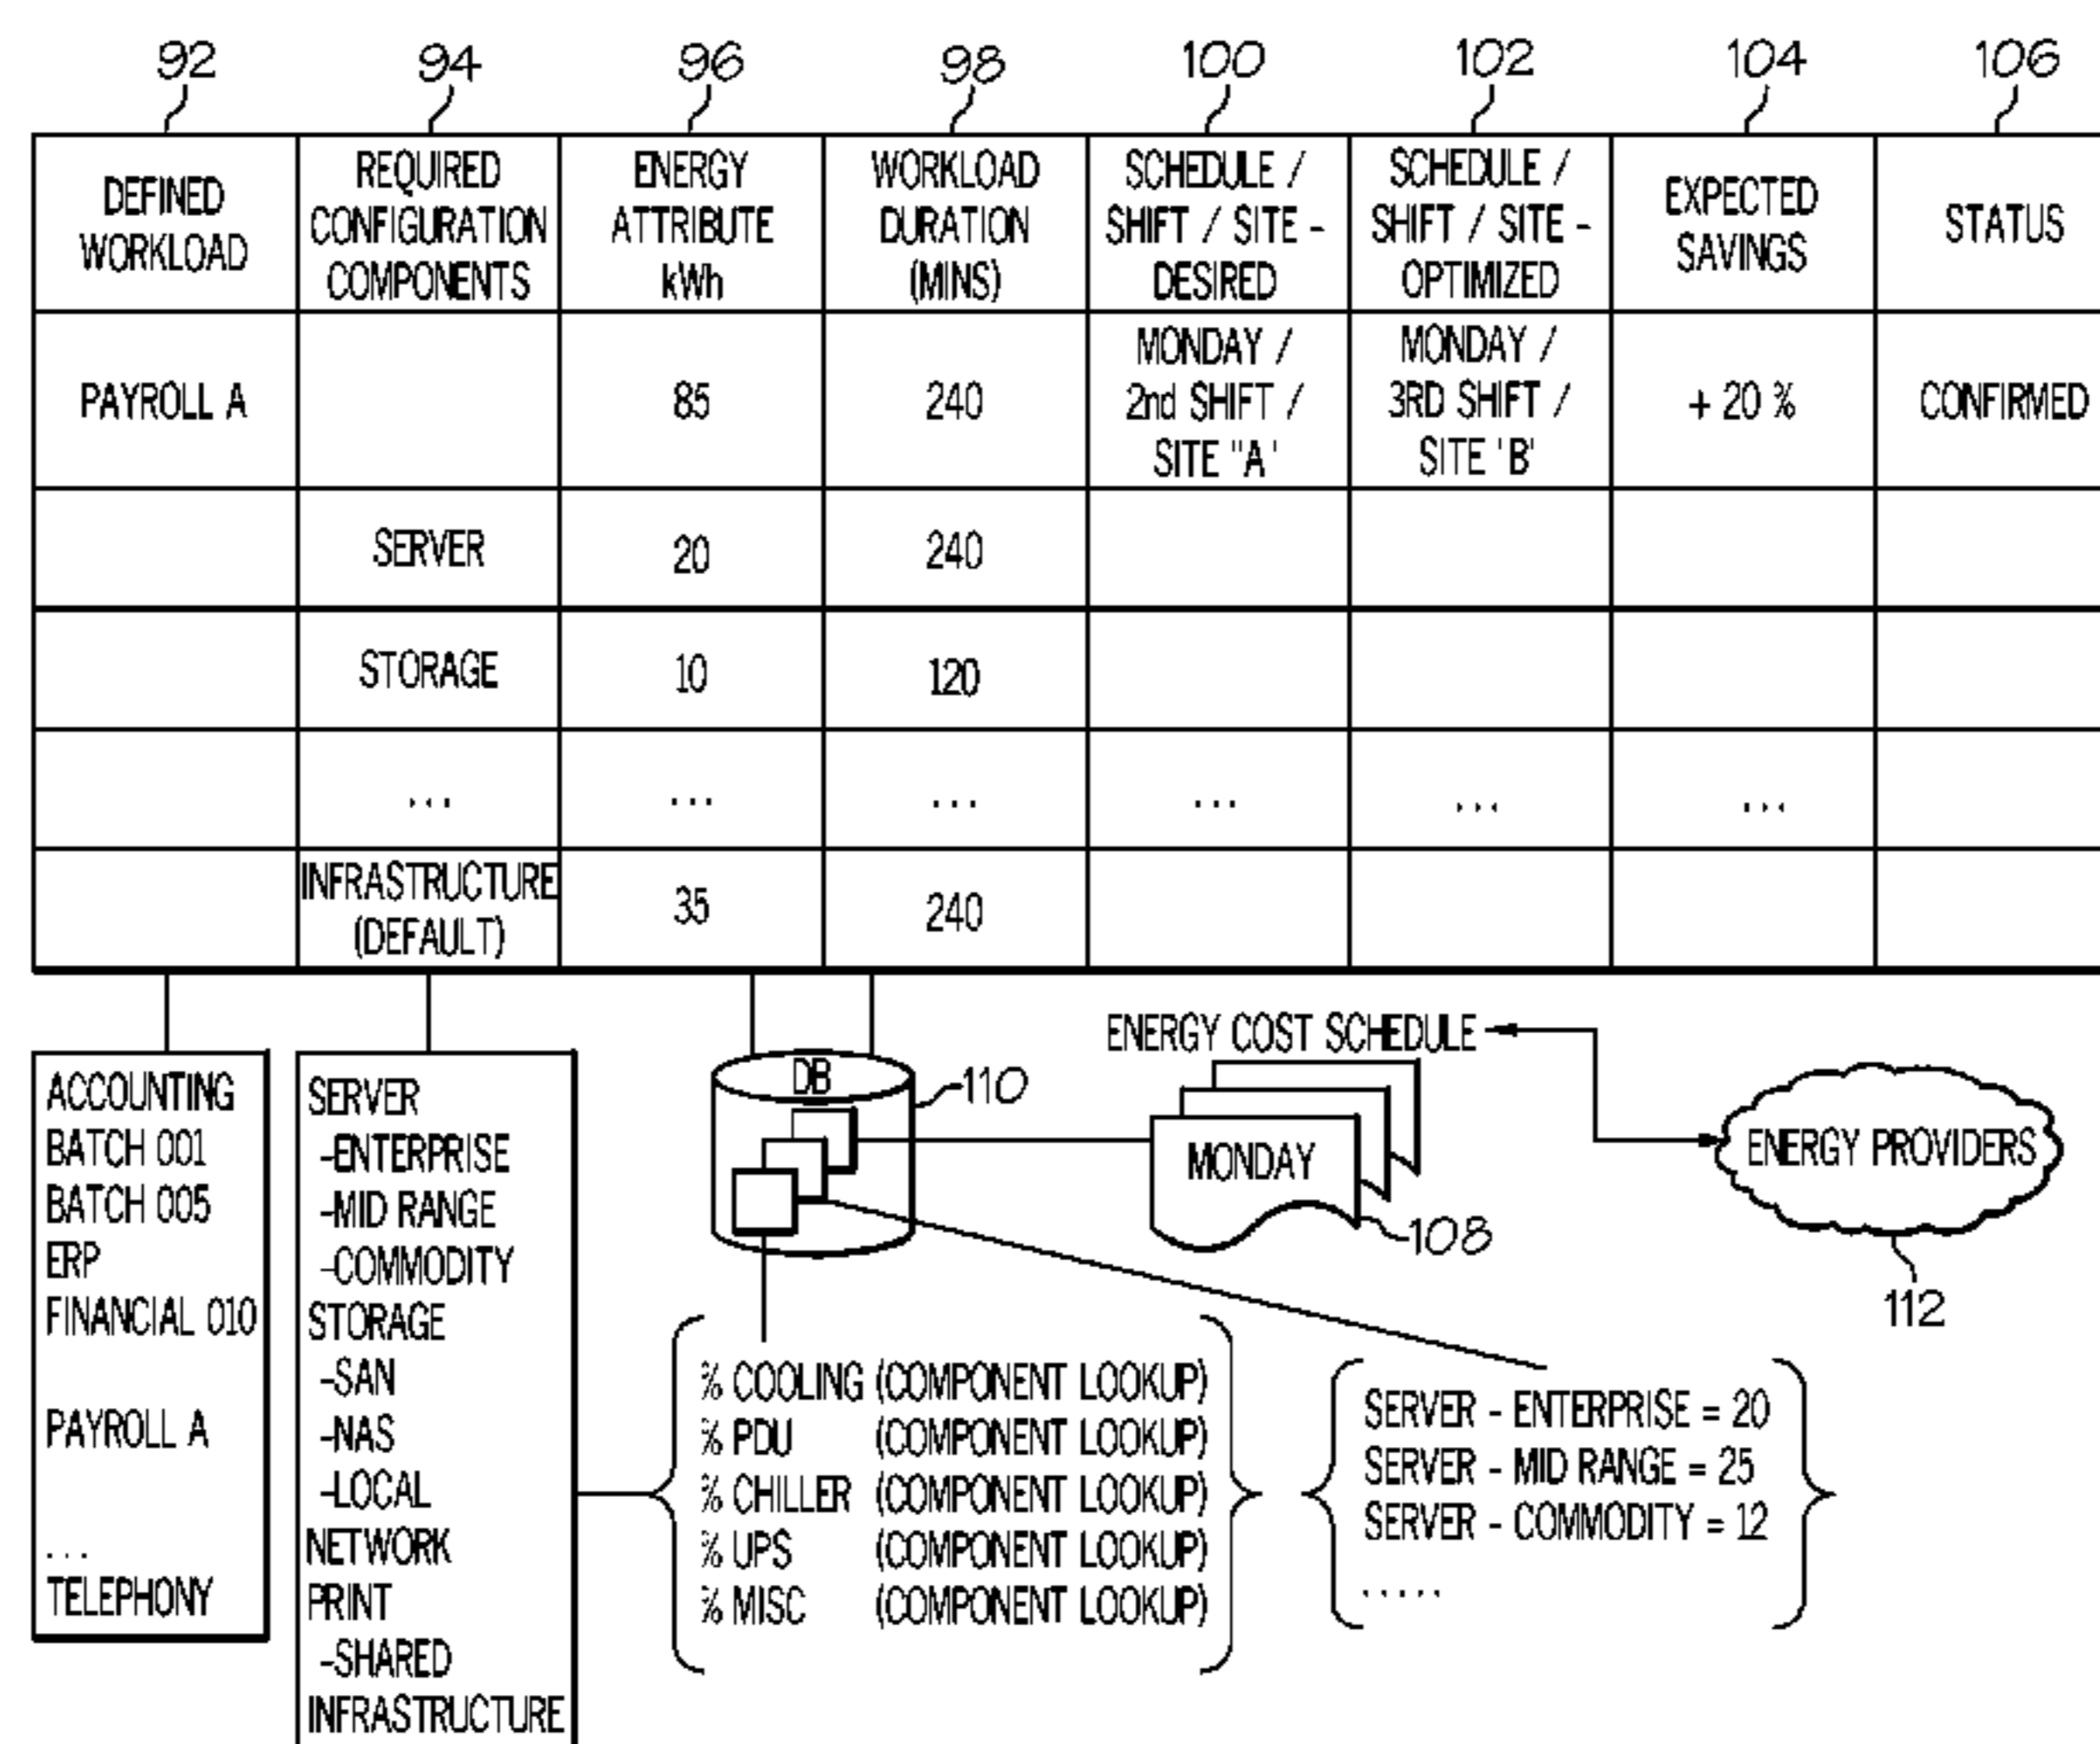 92 94 96 98 100 102 104 106
DEFINED WORKLOAD
REQUIRED CONFIGURATION COMPONENTS
ENERGY ATTRIBUTE kWh
WORKLOAD DURATION (MINS)
SCHEDULE / SHIFT / SITE - DESIRED
SCHEDULE / SHIFT / SITE - OPTIMIZED
EXPECTED SAVINGS
STATUS
PAYROLL A
85
240
MONDAY / 2nd SHIFT / SITE "A'
MONDAY / 3RD SHIFT / SITE 'B'
+ 20 %
CONFIRMED
SERVER 20 240
STORAGE 10 120
... ... ... ... ... ...
INFRASTRUCTURE (DEFAULT) 35 240
ACCOUNTING
BATCH 001
BATCH 005
ERP
FINANCIAL 010
PAYROLL A
...
TELEPHONY
SERVER
-ENTERPRISE
-MID RANGE
-COMMODITY
STORAGE
-SAN
-NAS
-LOCAL
NETWORK
PRINT
-SHARED
INFRASTRUCTURE
DB
110
ENERGY COST SCHEDULE
MONDAY
108
ENERGY PROVIDERS
112
% COOLING (COMPONENT LOOKUP)
% PDU (COMPONENT LOOKUP)
% CHILLER (COMPONENT LOOKUP)
% UPS (COMPONENT LOOKUP)
% MISC (COMPONENT LOOKUP)
SERVER - ENTERPRISE = 20
SERVER - MID RANGE = 25
SERVER - COMMODITY = 12
.....